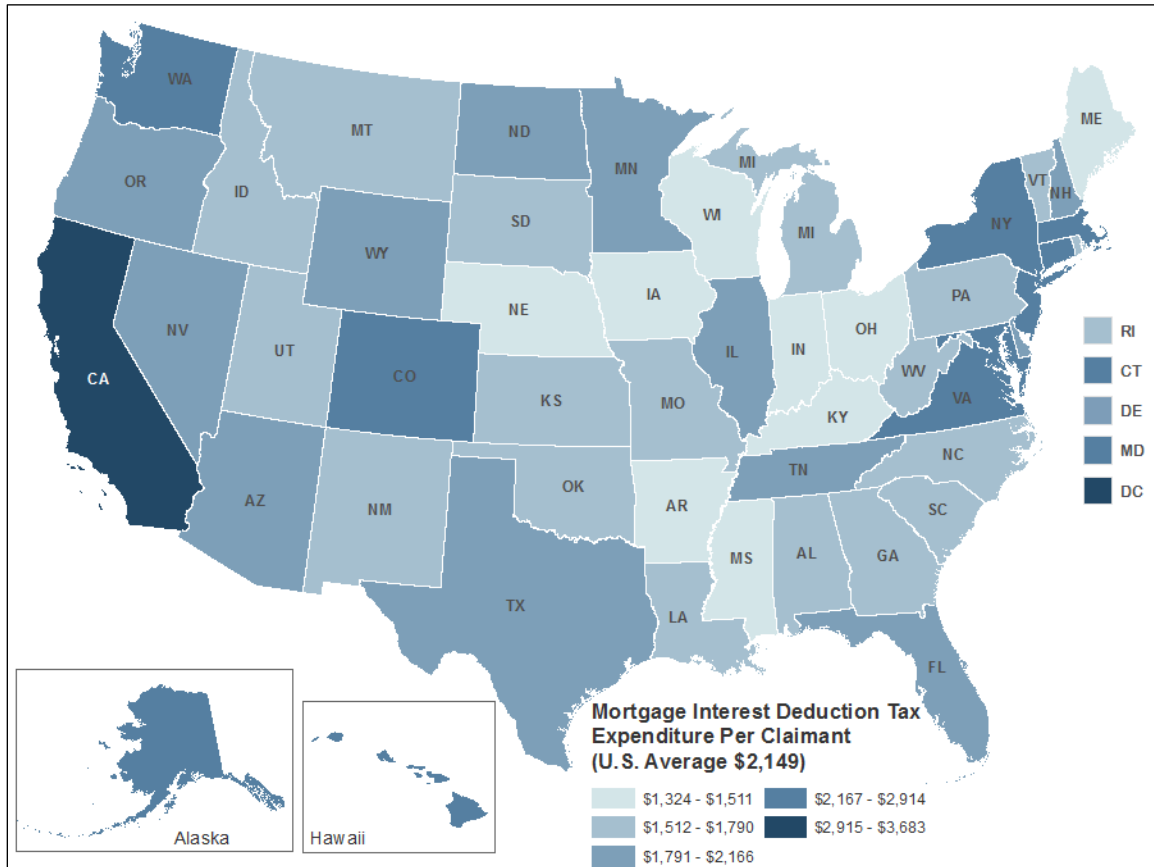 WA
MT
ND
MN
ME
OR
ID
SD
WI
MI
MI
VT
NH
NY
WY
NE
IA
PA
NV
UT
CO
IL
IN
OH
CA
KS
MO
WV
VA
KY
AZ
NM
OK
AR
TN
NC
SC
TX
LA
MS
AL
GA
FL
RI
CT
DE
MD
DC
Alaska
Hawaii
Mortgage Interest Deduction Tax
Expenditure Per Claimant
(U.S. Average $2,149)
$1,324 - $1,511 $2,167 - $2,914
$1,512 - $1,790 $2,915 - $3,683
$1,791 - $2,166